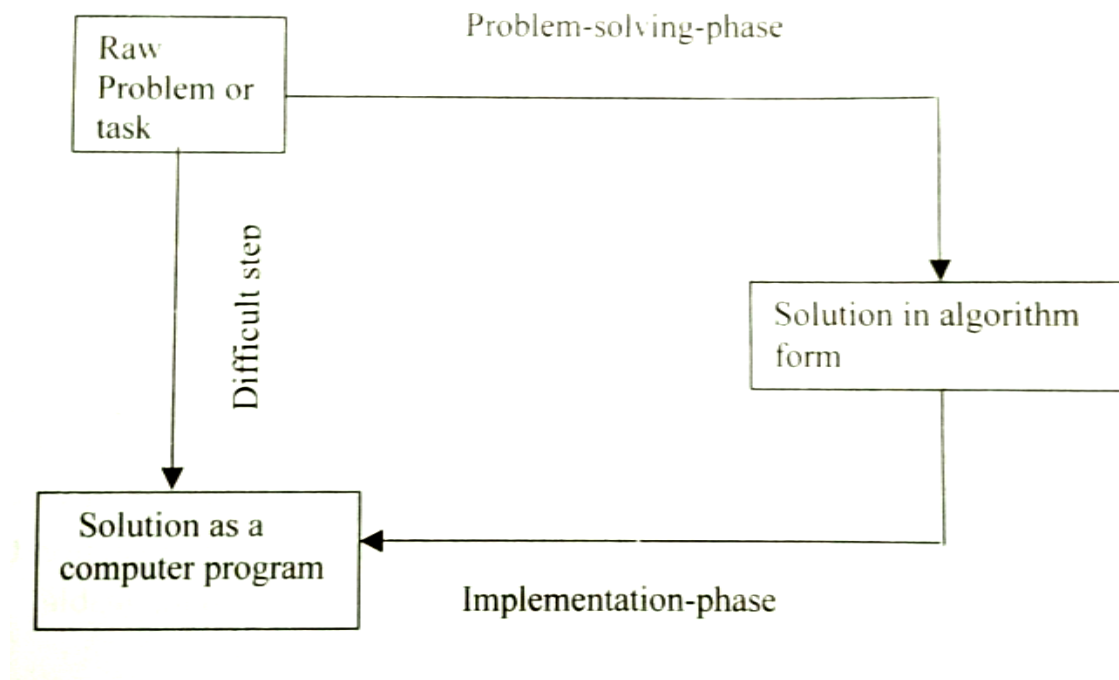 Problem-solving-phase
Raw
Problem or
task
Difficult step
Solution in algorithm
form
Solution as a
computer program
Implementation-phase